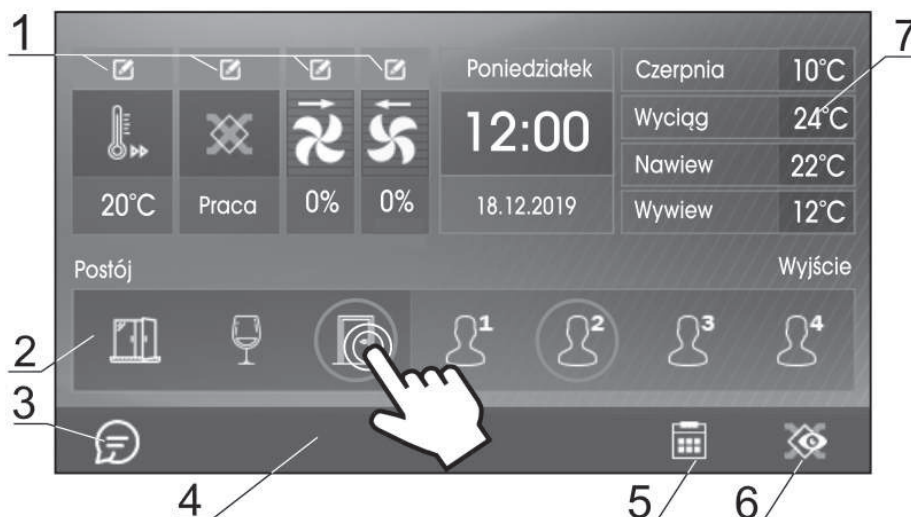 1
7
Poniedziałek
Czerpnia 10°C
12:00
Wyciąg 24°C
Nawiew 22°C
20°C Praca 0% 0%
18.12.2019
Wywiew 12°C
Postój
Wyjście
1 2 3 4
2
3
4
5
6